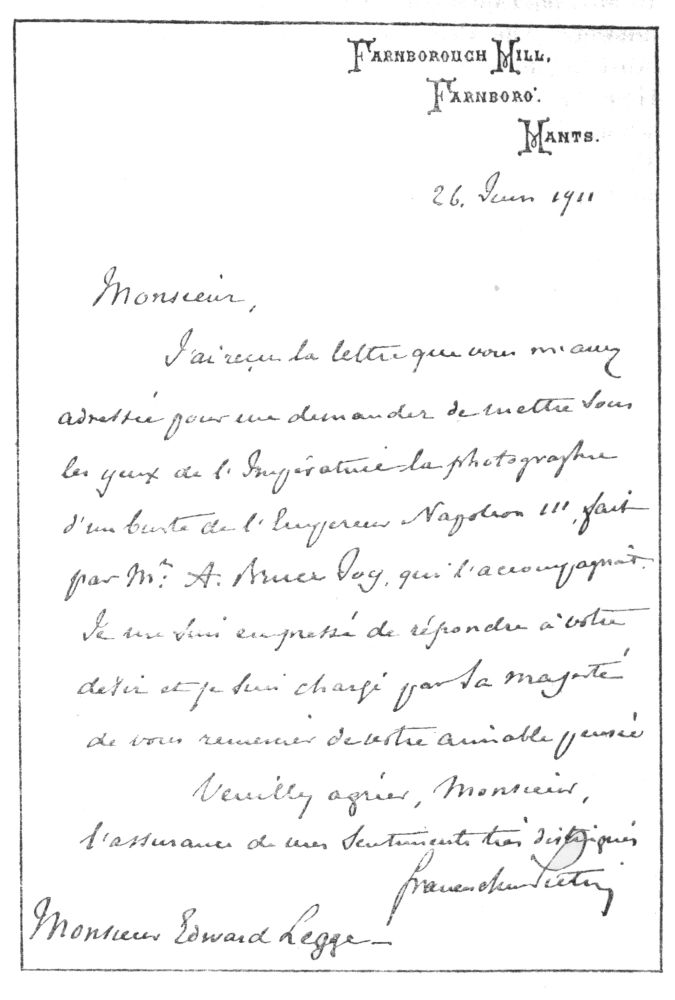 FARNBOROUGH HILL,
FARNBORO'.
HANTS.
26. Juin 1911
Monsieur,
J'ai reçu la lettre que vous m'avez
adressée pour me demander de mettre sous
les yeux de l'Impératrice la photographie
d'un buste de l'Empereur Napoléon III, fait
par Mr. A. Bruce Joy, qui l'accompagnait.
Je me suis empressé de répondre à votre
désir et je suis chargé par Sa Majesté
de vous remercier de votre aimable pensée
Veuillez agréer, Monsieur,
l'assurance de mes sentiments très distingués
Franceschini Pietri
Monsieur Edward Legge